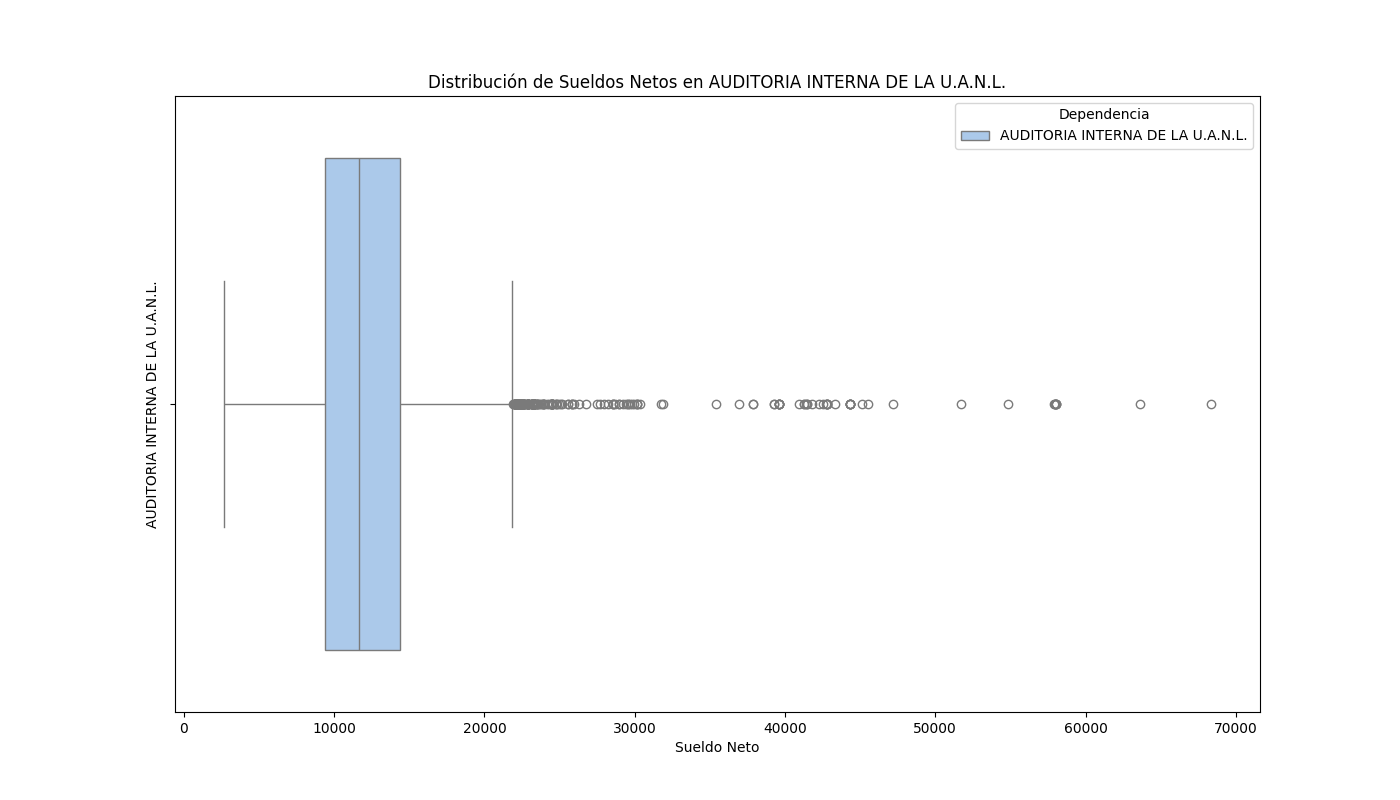 Distribución de Sueldos Netos en AUDITORIA INTERNA DE LA U.A.N.L.
Dependencia
AUDITORIA INTERNA DE LA U.A.N.L.
AUDITORIA INTERNA DE LA U.A.N.L.
0 10000 20000 30000 40000 50000 60000 70000
Sueldo Neto